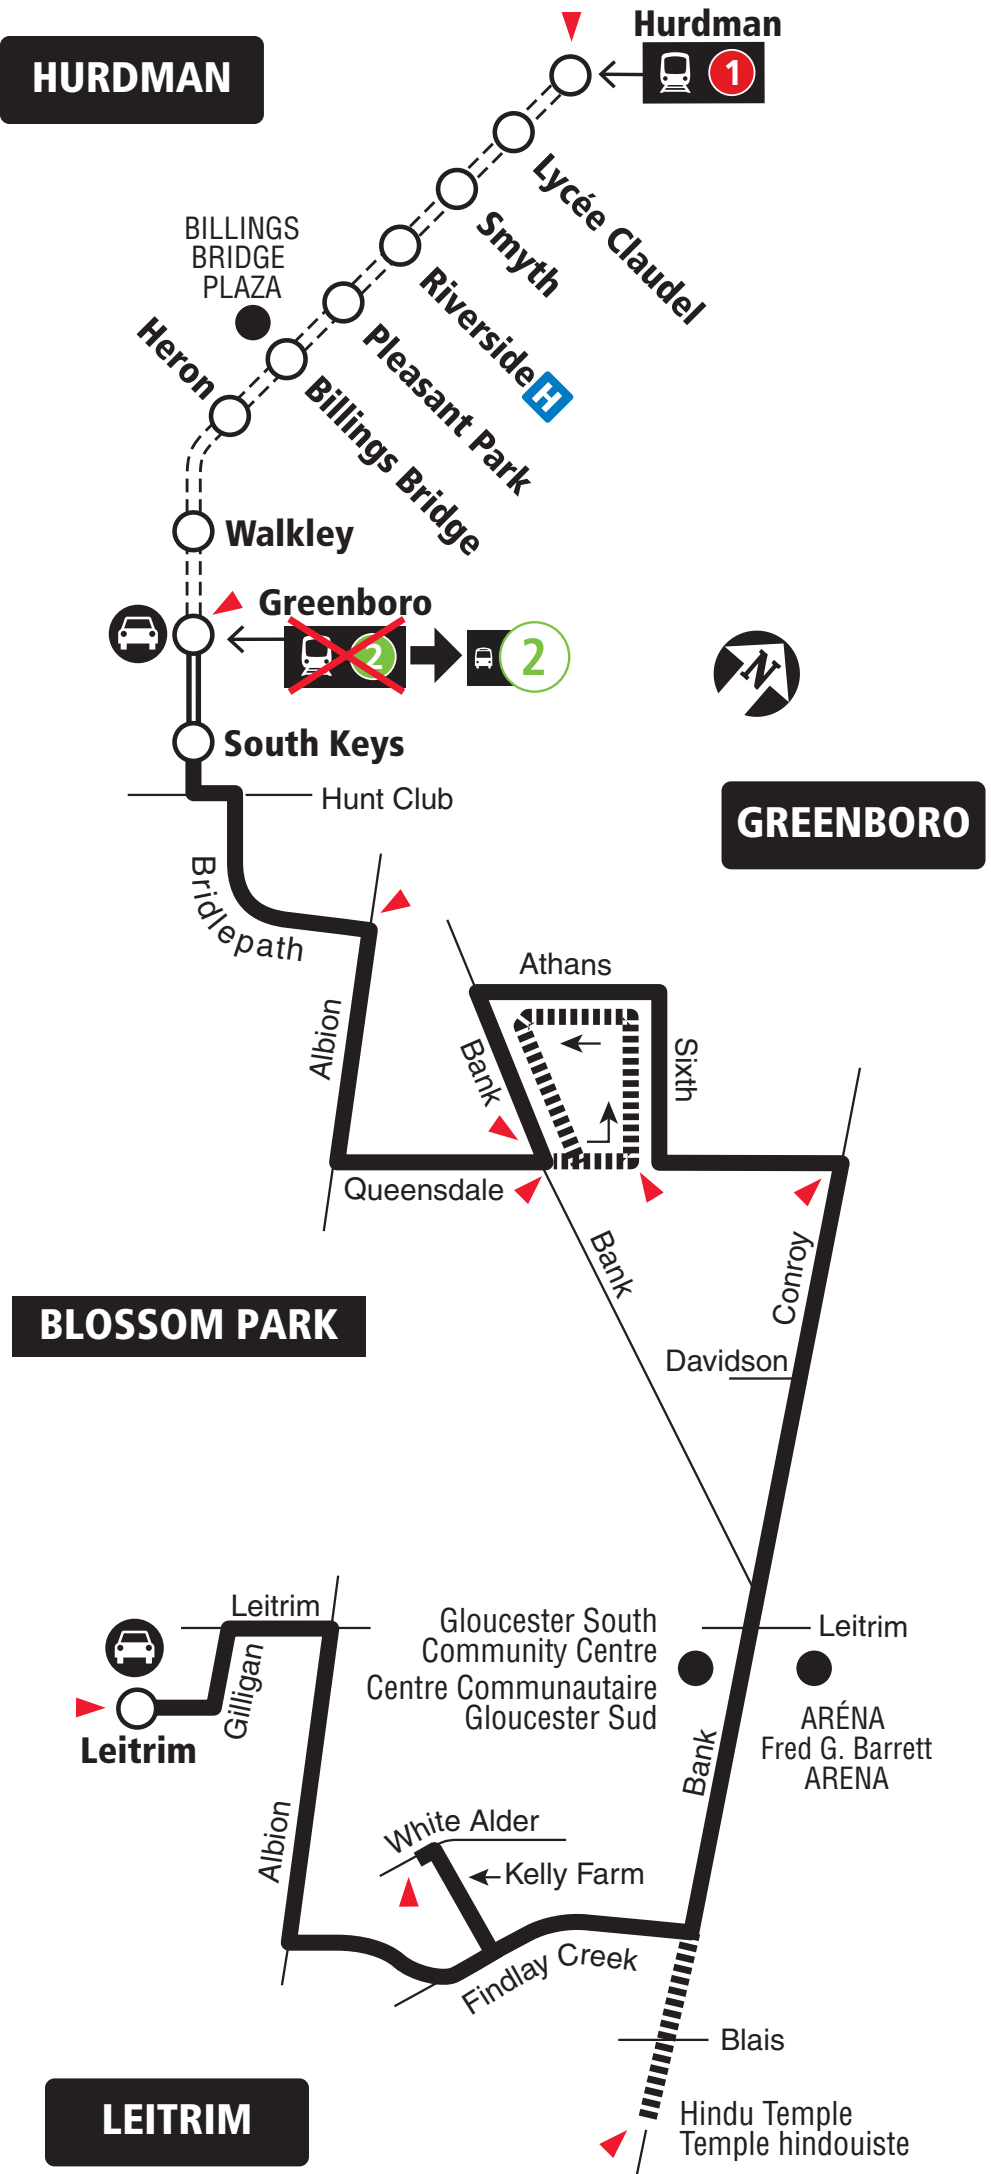 Hurdman
1
HURDMAN
Lycée Claudel
Smyth
BILLINGS
BRIDGE
PLAZA
Riverside
H
Pleasant Park
Heron
Billings Bridge
Walkley
Greenboro
2
2
N
South Keys
Hunt Club
GREENBORO
Bridlepath
Athans
Albion
Bank
Sixth
Queensdale
Bank
Conroy
BLOSSOM PARK
Davidson
Leitrim
Gloucester South
Community Centre
Centre Communautaire
Gloucester Sud
Leitrim
Gilligan
Leitrim
ARÉNA
Fred G. Barrett
ARENA
Bank
Albion
White Alder
Kelly Farm
Findlay Creek
Blais
LEITRIM
Hindu Temple
Temple hindouiste